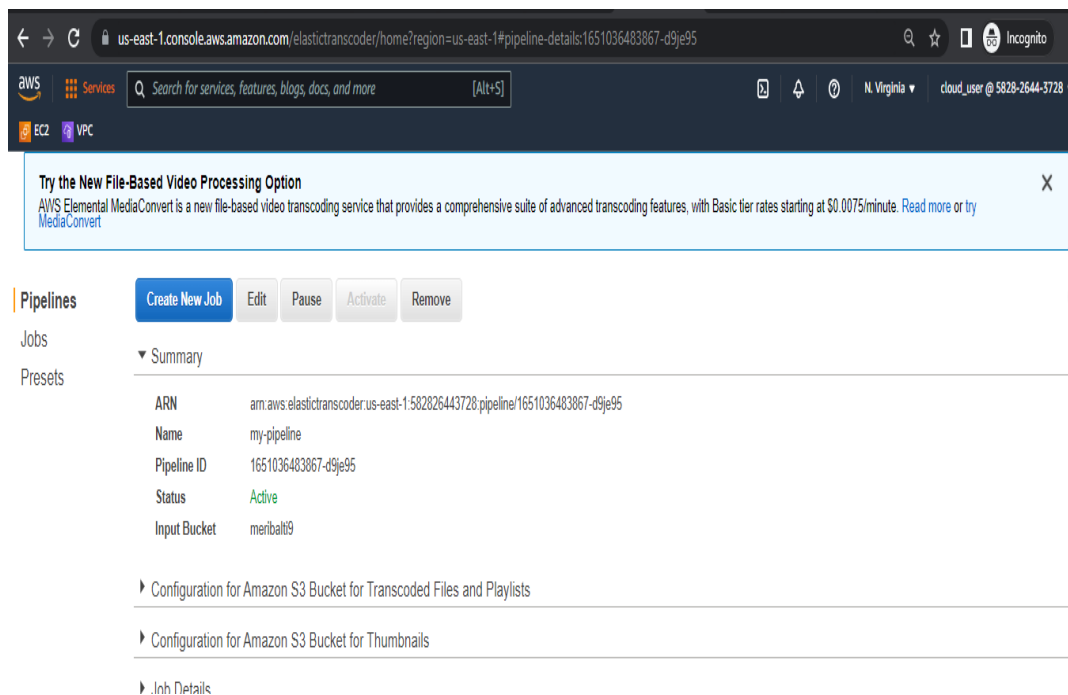 us-east-1.console.aws.amazon.com/elastictranscoder/home?region=us-east-1#pipeline-details:1651036483867-d9je95
Incognito
aws
Services
Search for services, features, blogs, docs, and more
[Alt+S]
N. Virginia ▼
cloud_user @ 5828-2644-3728
EC2
VPC
Try the New File-Based Video Processing Option
AWS Elemental MediaConvert is a new file-based video transcoding service that provides a comprehensive suite of advanced transcoding features, with Basic tier rates starting at $0.0075/minute. Read more or try
MediaConvert
X
Pipelines
Jobs
Presets
Create New Job
Edit
Pause
Activate
Remove
Summary
ARN arn:aws:elastictranscoder:us-east-1:582826443728:pipeline/1651036483867-d9je95
Name my-pipeline
Pipeline ID 1651036483867-d9je95
Status Active
Input Bucket meribalti9
Configuration for Amazon S3 Bucket for Transcoded Files and Playlists
Configuration for Amazon S3 Bucket for Thumbnails
Job Details